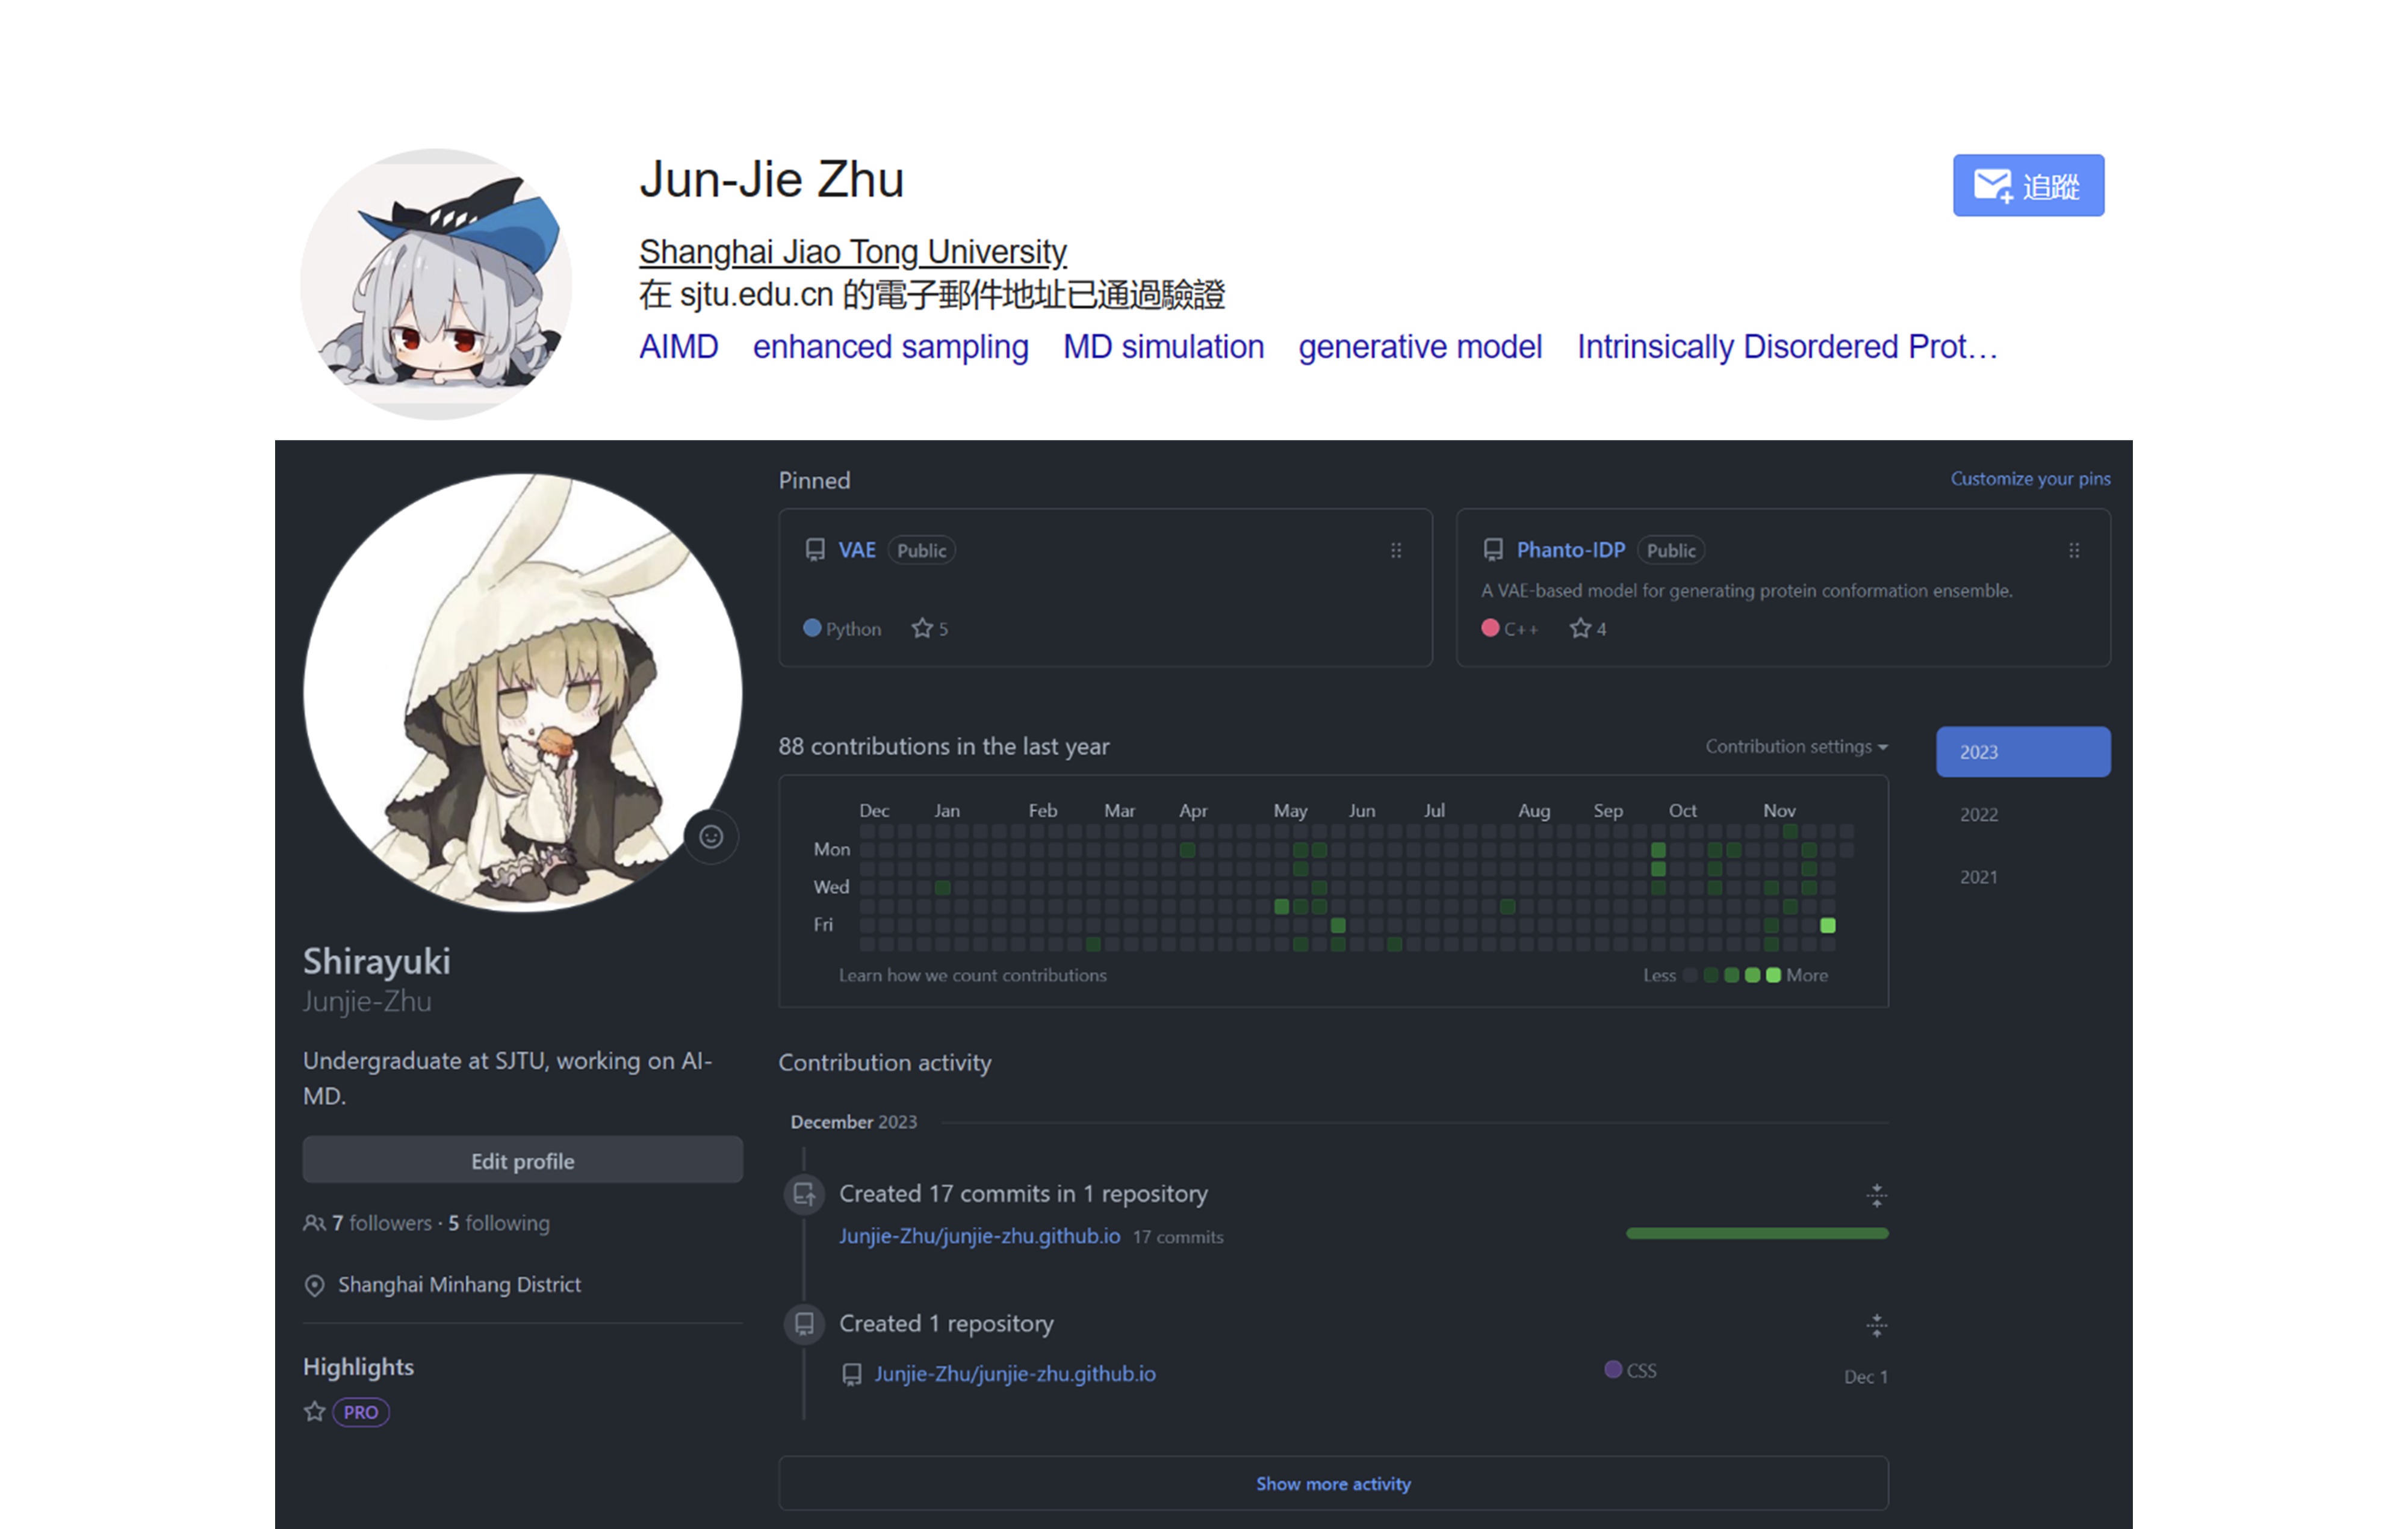 Jun-Jie Zhu
追蹤
Shanghai Jiao Tong University
在 sjtu.edu.cn 的電子郵件地址已通過驗證
AIMD enhanced sampling MD simulation generative model Intrinsically Disordered Prot…
Shirayuki
Junjie-Zhu
Undergraduate at SJTU, working on AI-
MD.
Edit profile
7 followers · 5 following
Shanghai Minhang District
Highlights
PRO
Pinned
Customize your pins
VAE Public
Python 5
Phanto-IDP Public
A VAE-based model for generating protein conformation ensemble.
C++ 4
88 contributions in the last year
Contribution settings
2023
2022
2021
Dec Jan Feb Mar Apr May Jun Jul Aug Sep Oct Nov
Mon
Wed
Fri
Learn how we count contributions
Less More
Contribution activity
December 2023
Created 17 commits in 1 repository
Junjie-Zhu/junjie-zhu.github.io 17 commits
Created 1 repository
Junjie-Zhu/junjie-zhu.github.io CSS Dec 1
Show more activity